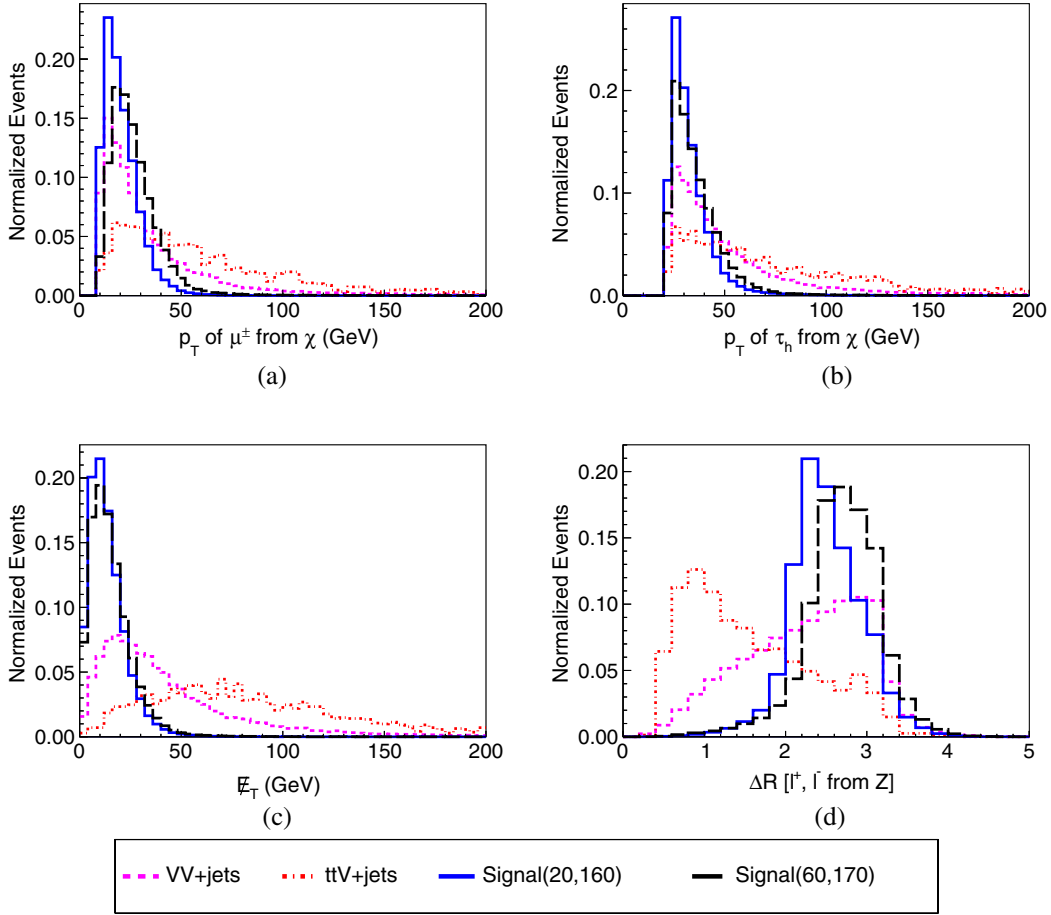 Normalized Events
0.20
0.15
0.10
0.05
0.00
0 50 100 150 200
p_T of μ± from χ (GeV)
(a)
Normalized Events
0.2
0.1
0.0
0 50 100 150 200
p_T of τ_h from χ (GeV)
(b)
Normalized Events
0.20
0.15
0.10
0.05
0.00
0 50 100 150 200
E̸_T (GeV)
(c)
Normalized Events
0.20
0.15
0.10
0.05
0.00
0 1 2 3 4 5
ΔR [l⁺, l⁻ from Z]
(d)
VV+jets ttV+jets Signal(20,160) Signal(60,170)